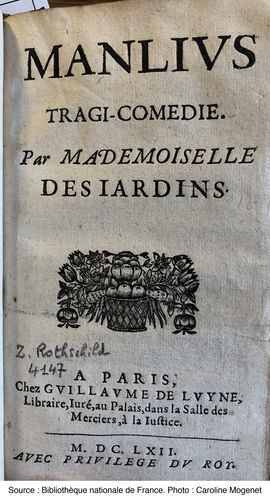 MANLIVS
TRAGI-COMEDIE.
Par MADEMOISELLE
DESIARDINS.
Z. Rothschild
4147
A PARIS,
Chez GVILLAVME DE LVYNE,
Libraire, Iuré, au Palais, dans la Salle des
Merciers, à la Iustice.
M. DC. LXII.
AVEC PRIVILEGE DV ROY.
Source : Bibliothèque nationale de France. Photo : Caroline Mogenet